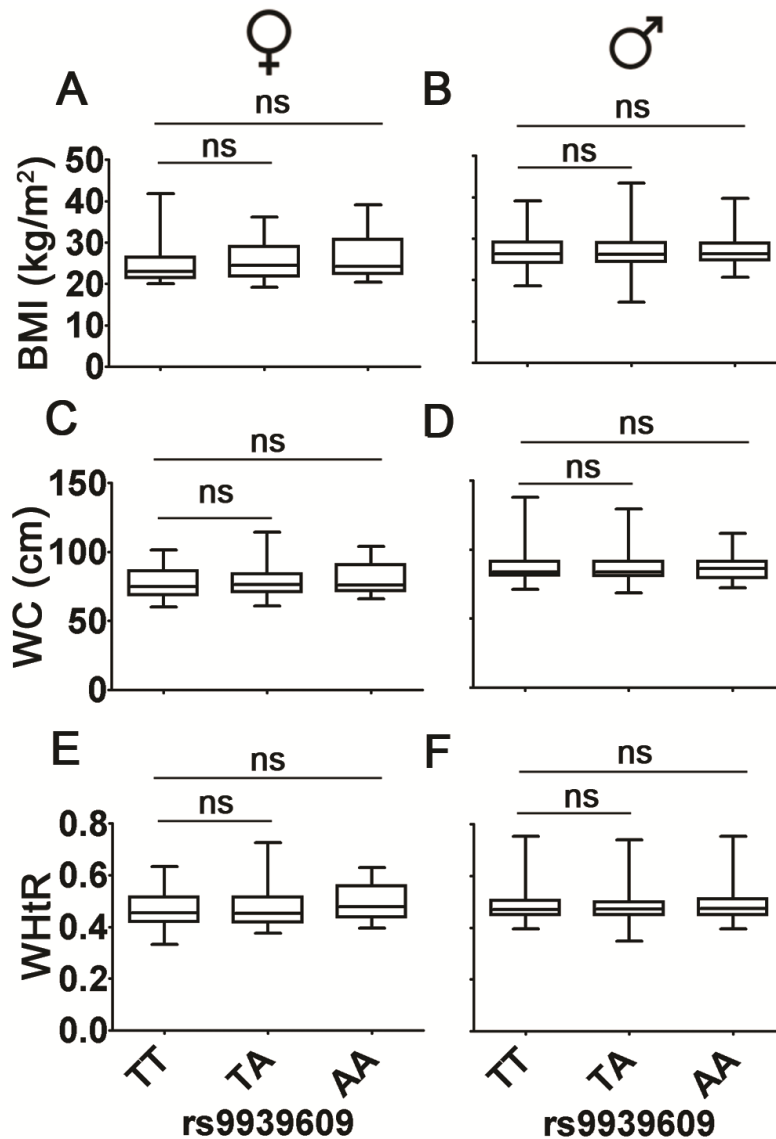 ♀ ♂
A B
ns ns
ns ns
50
40
30
20
10
0
BMI (kg/m²)
C D
ns ns
ns ns
150
100
50
0
WC (cm)
E F
ns ns
ns ns
0.8
0.6
0.4
0.2
0.0
WHtR
TT TA AA TT TA AA
rs9939609 rs9939609